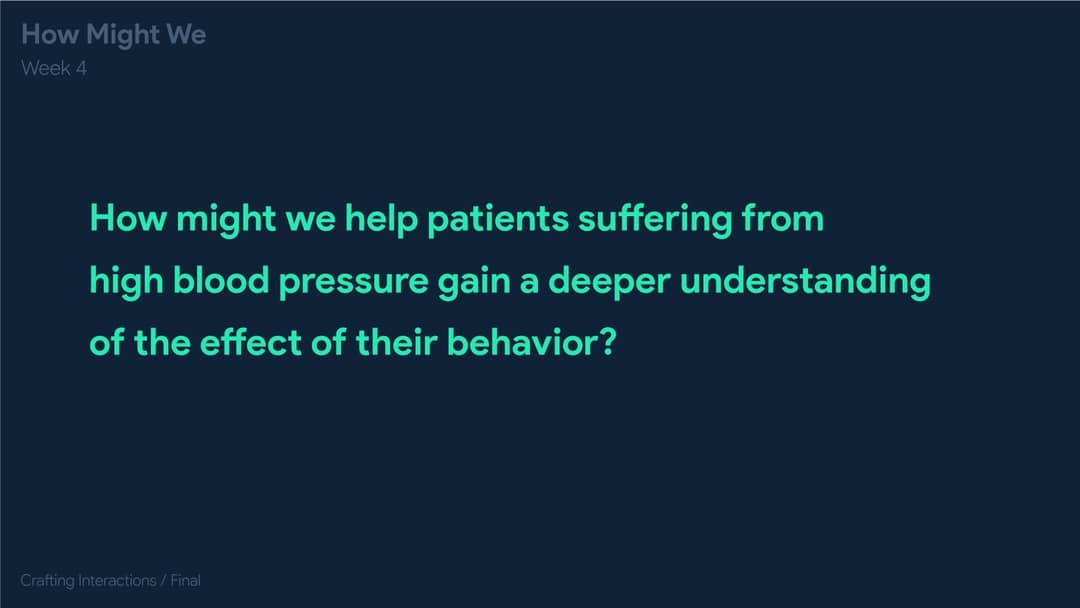 How Might We
Week 4
How might we help patients suffering from
high blood pressure gain a deeper understanding
of the effect of their behavior?
Crafting Interactions / Final